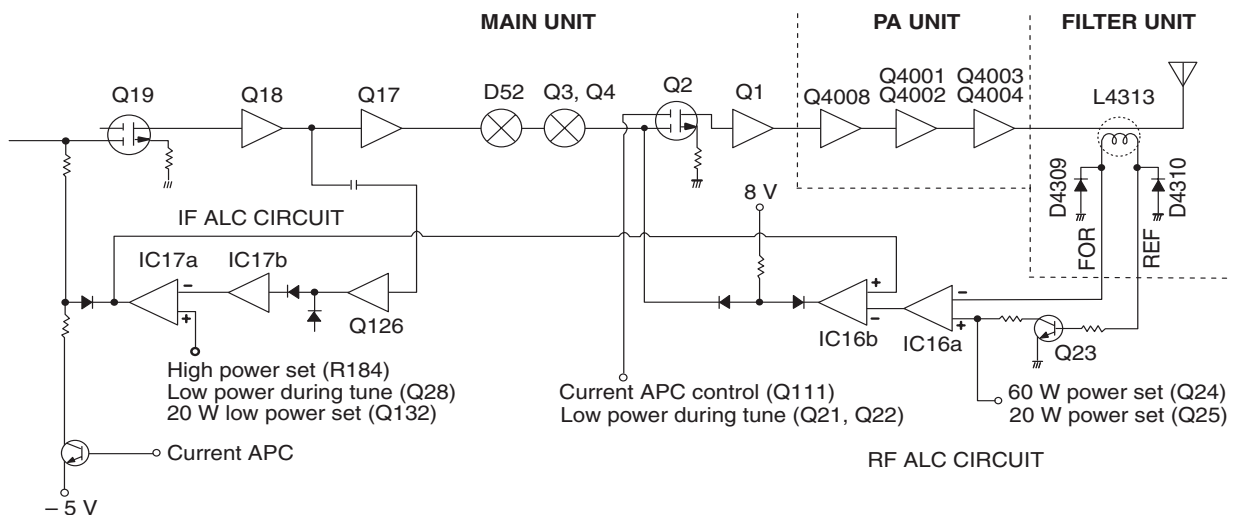 MAIN UNIT
PA UNIT
FILTER UNIT
Q19
Q18
Q17
D52
Q3, Q4
Q2
Q1
Q4008
Q4001
Q4002
Q4003
Q4004
L4313
D4309
D4310
FOR
REF
8 V
IF ALC CIRCUIT
IC17a
IC17b
Q126
–
+
+
–
IC16b
–
+
IC16a
Q23
High power set (R184)
Low power during tune (Q28)
20 W low power set (Q132)
Current APC control (Q111)
Low power during tune (Q21, Q22)
60 W power set (Q24)
20 W power set (Q25)
Current APC
RF ALC CIRCUIT
– 5 V